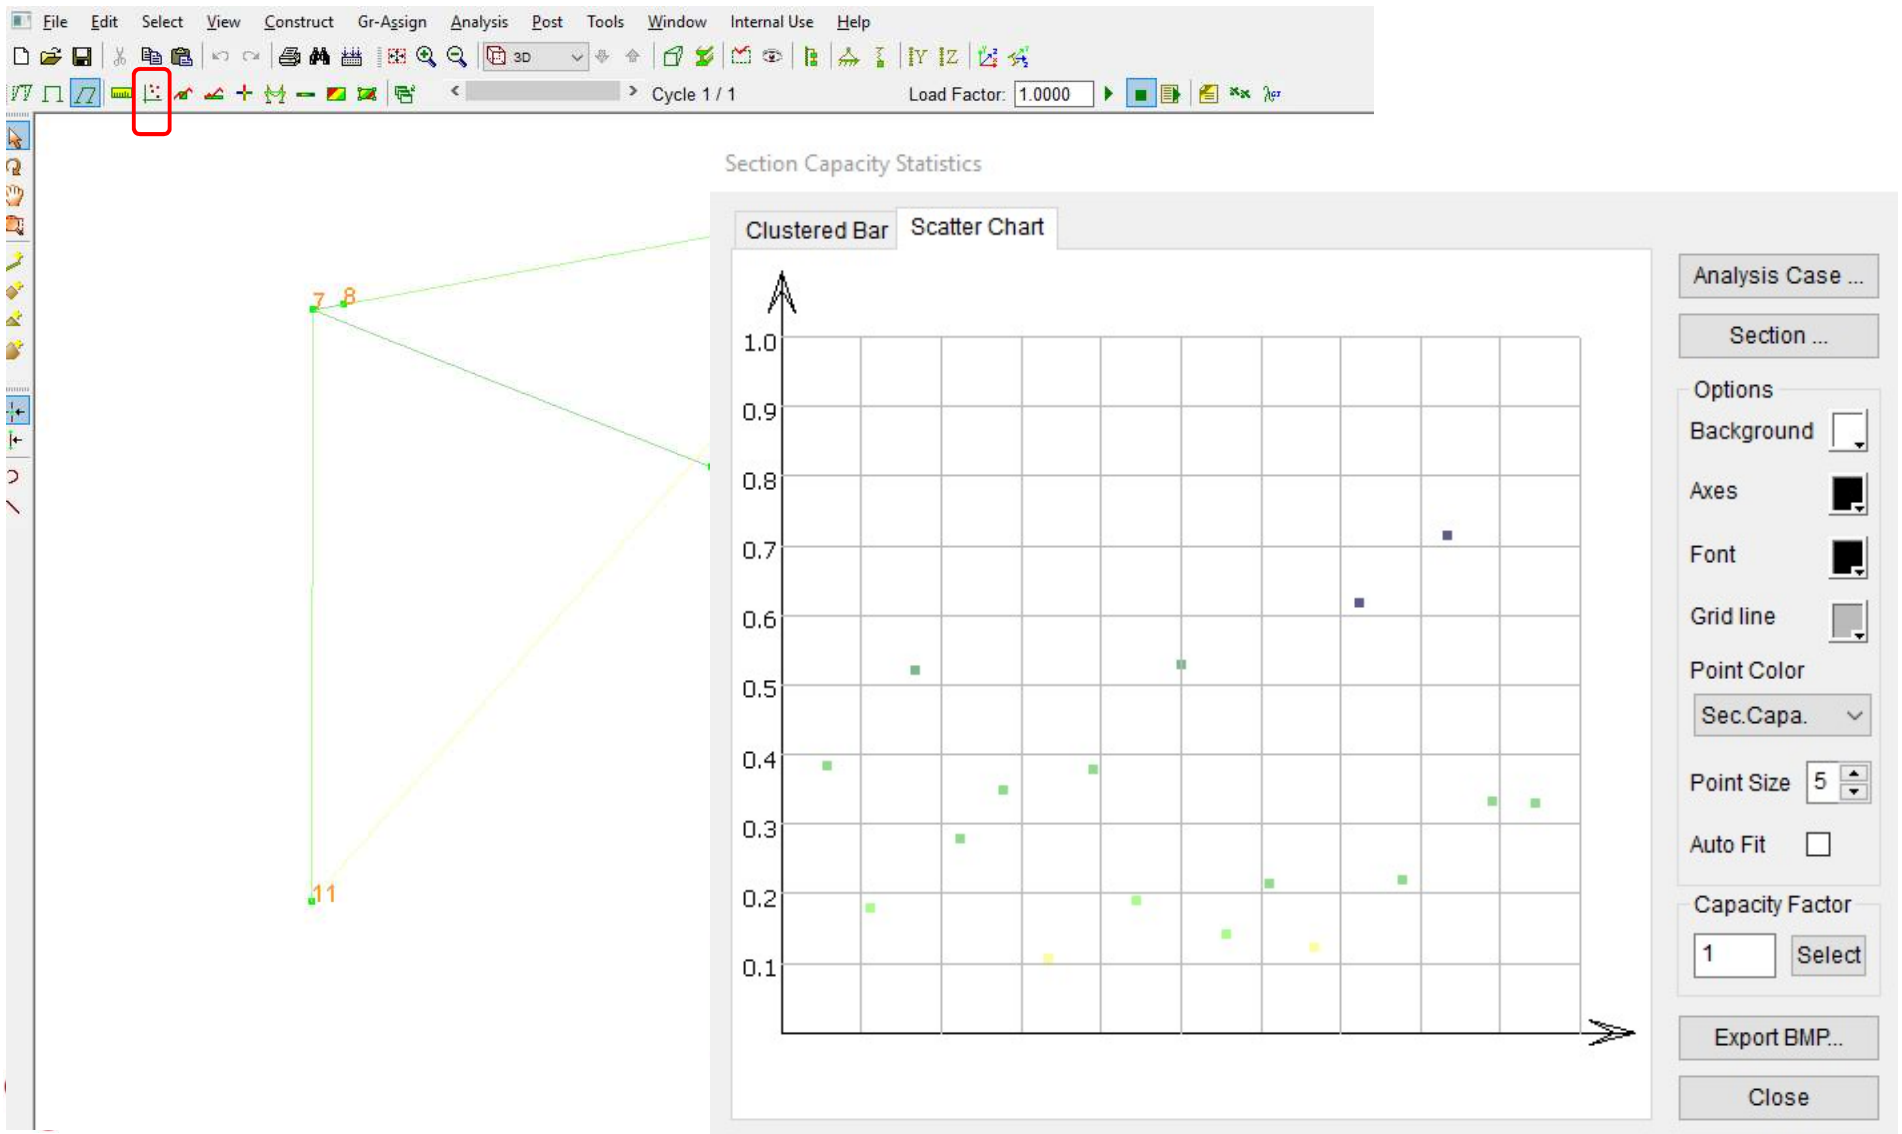 File Edit Select View Construct Gr-Assign Analysis Post Tools Window Internal Use Help
3D
Y Z
Cycle 1 / 1 Load Factor: 1.0000
λcr
Section Capacity Statistics
Clustered Bar Scatter Chart
7 8
11
1.0
0.9
0.8
0.7
0.6
0.5
0.4
0.3
0.2
0.1
Analysis Case ...
Section ...
Options
Background
Axes
Font
Grid line
Point Color
Sec.Capa.
Point Size 5
Auto Fit
Capacity Factor
1 Select
Export BMP...
Close